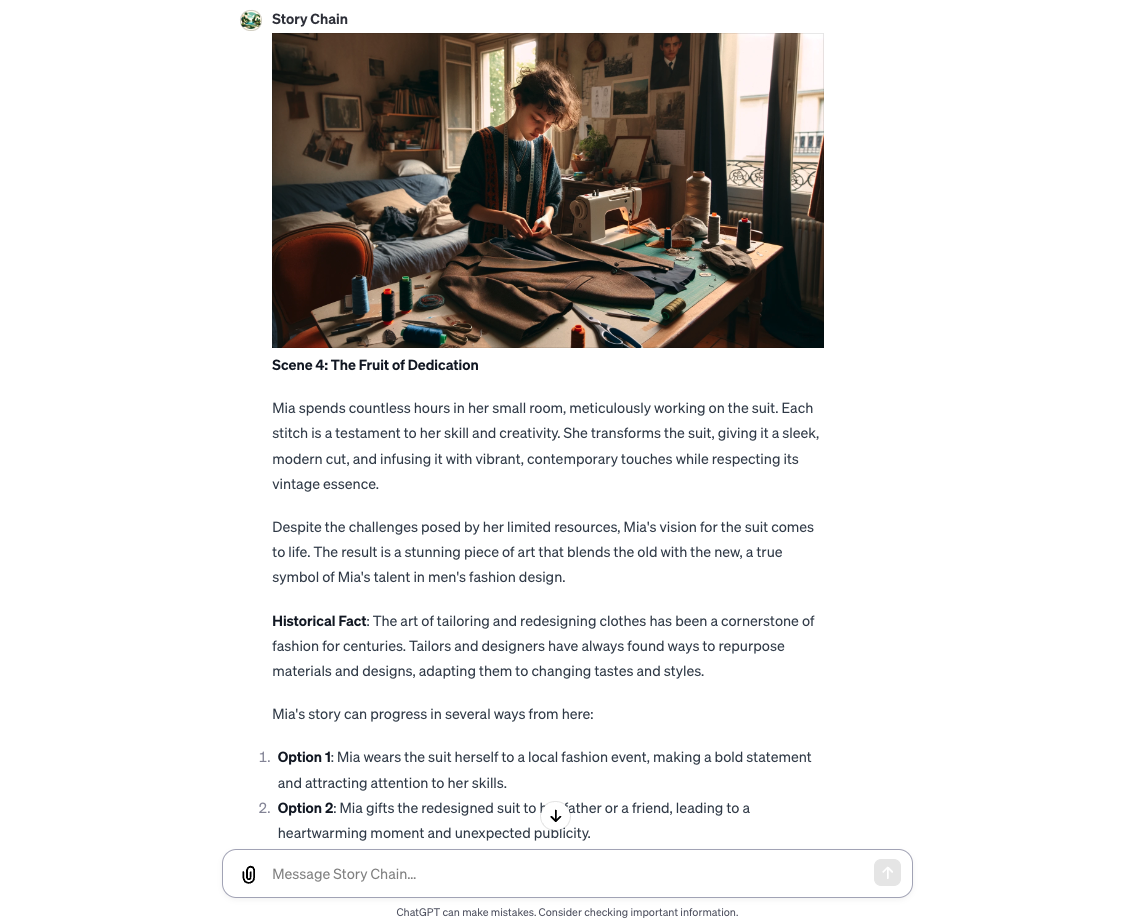 Story Chain
Scene 4: The Fruit of Dedication
Mia spends countless hours in her small room, meticulously working on the suit. Each
stitch is a testament to her skill and creativity. She transforms the suit, giving it a sleek,
modern cut, and infusing it with vibrant, contemporary touches while respecting its
vintage essence.
Despite the challenges posed by her limited resources, Mia's vision for the suit comes
to life. The result is a stunning piece of art that blends the old with the new, a true
symbol of Mia's talent in men's fashion design.
Historical Fact: The art of tailoring and redesigning clothes has been a cornerstone of
fashion for centuries. Tailors and designers have always found ways to repurpose
materials and designs, adapting them to changing tastes and styles.
Mia's story can progress in several ways from here:
1. Option 1: Mia wears the suit herself to a local fashion event, making a bold statement
and attracting attention to her skills.
2. Option 2: Mia gifts the redesigned suit to father or a friend, leading to a
heartwarming moment and unexpected publicity.
Message Story Chain...
ChatGPT can make mistakes. Consider checking important information.